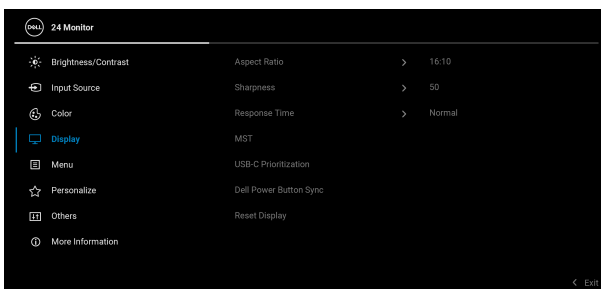 DELL 24 Monitor
Brightness/Contrast
Input Source
Color
Display
Menu
Personalize
Others
More Information
Aspect Ratio 16:10
Sharpness 50
Response Time Normal
MST
USB-C Prioritization
Dell Power Button Sync
Reset Display
Exit